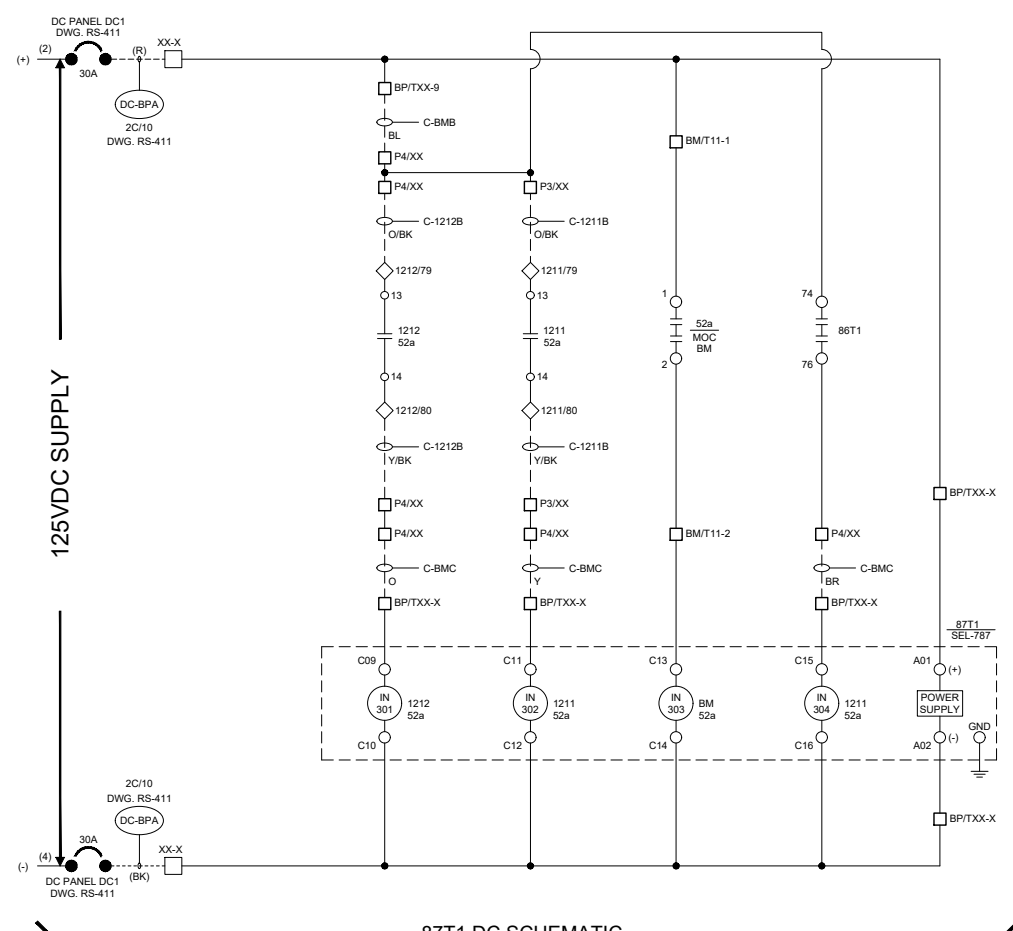 DC PANEL DC1
DWG. RS-411
(+)
(2)
30A
(R)
XX-X
DC-BPA
2C/10
DWG. RS-411
BP/TXX-9
C-BMB
BL
P4/XX
BM/T11-1
P4/XX
P3/XX
C-1212B
O/BK
C-1211B
O/BK
1212/79
1211/79
13
13
1
74
1212
52a
1211
52a
52a
MOC
BM
86T1
14
14
2
76
1212/80
1211/80
C-1212B
Y/BK
C-1211B
Y/BK
125VDC SUPPLY
BP/TXX-X
P4/XX
P3/XX
P4/XX
P4/XX
BM/T11-2
P4/XX
C-BMC
O
C-BMC
Y
C-BMC
BR
BP/TXX-X
BP/TXX-X
BP/TXX-X
87T1
SEL-787
C09
C11
C13
C15
A01
(+)
IN
301
1212
52a
IN
302
1211
52a
IN
303
BM
52a
IN
304
1211
52a
POWER
SUPPLY
GND
C10
C12
C14
C16
A02
(-)
2C/10
DWG. RS-411
DC-BPA
BP/TXX-X
30A
XX-X
(-)
(4)
(BK)
DC PANEL DC1
DWG. RS-411
87T1 DC SCHEMATIC